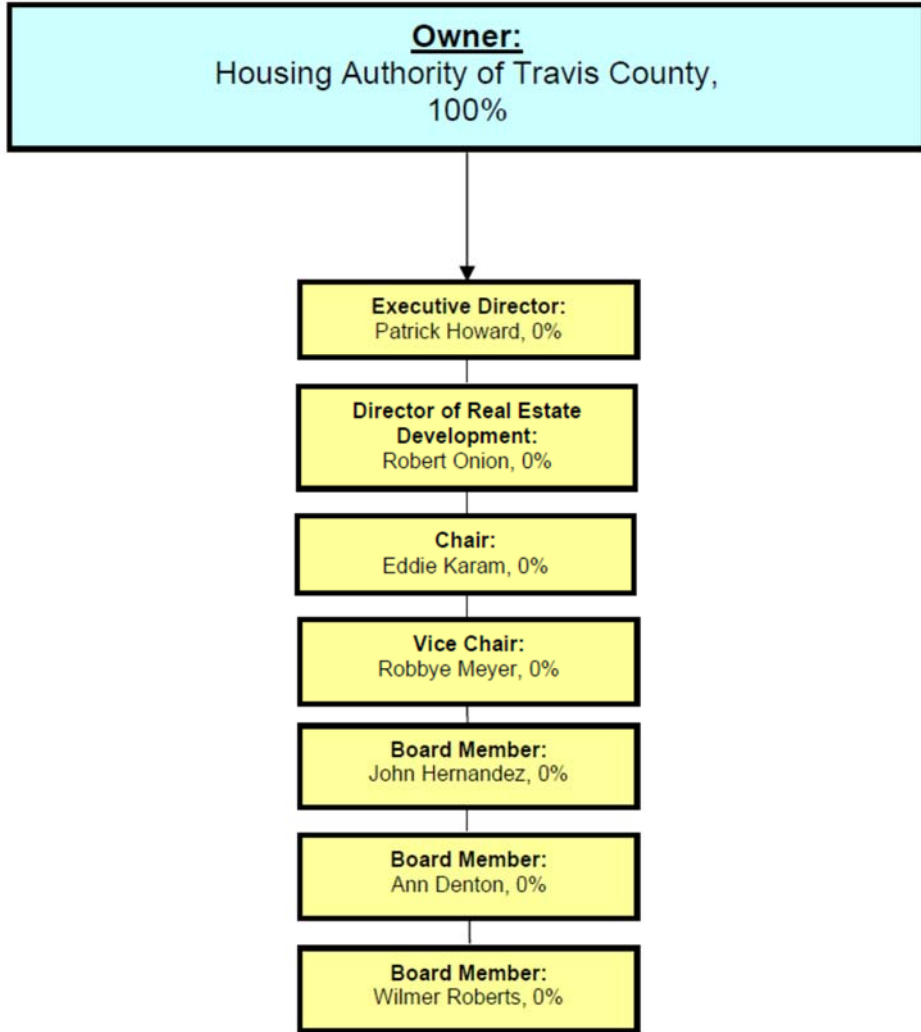 Owner:
Housing Authority of Travis County,
100%
Executive Director:
Patrick Howard, 0%
Director of Real Estate
Development:
Robert Onion, 0%
Chair:
Eddie Karam, 0%
Vice Chair:
Robbye Meyer, 0%
Board Member:
John Hernandez, 0%
Board Member:
Ann Denton, 0%
Board Member:
Wilmer Roberts, 0%